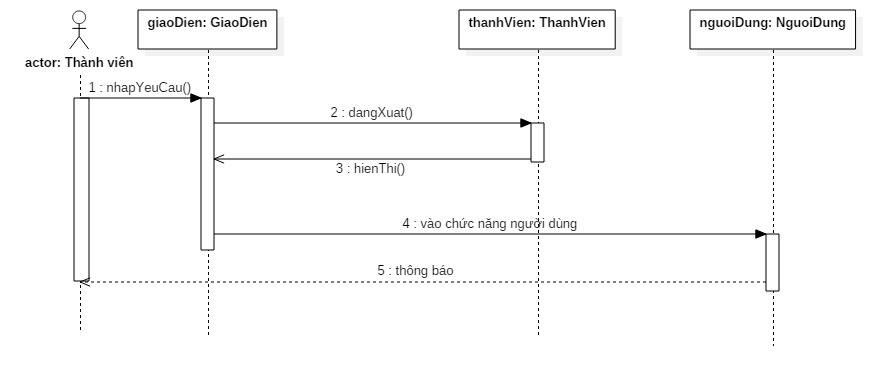 giaoDien: GiaoDien
thanhVien: ThanhVien
nguoiDung: NguoiDung
actor: Thành viên
1 : nhapYeuCau()
2 : dangXuat()
3 : hienThi()
4 : vào chức năng người dùng
5 : thông báo